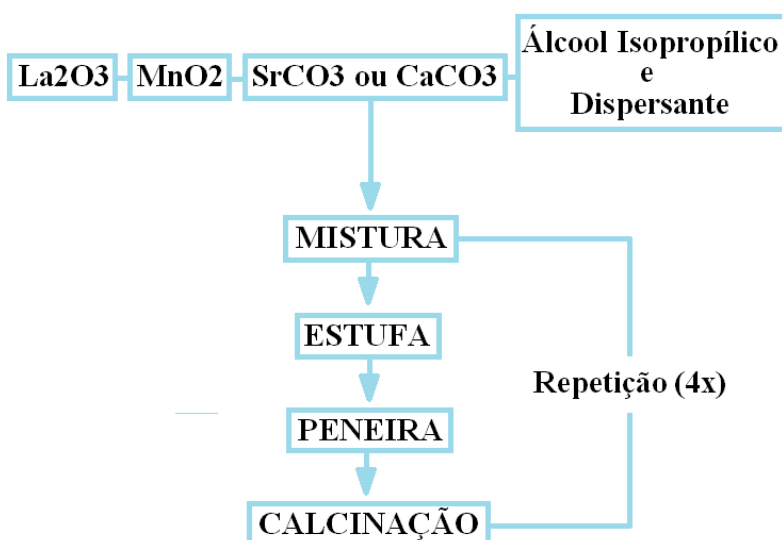 La2O3
MnO2
SrCO3 ou CaCO3
Álcool Isopropílico
e
Dispersante
MISTURA
ESTUFA
Repetição (4x)
PENEIRA
CALCINAÇÃO